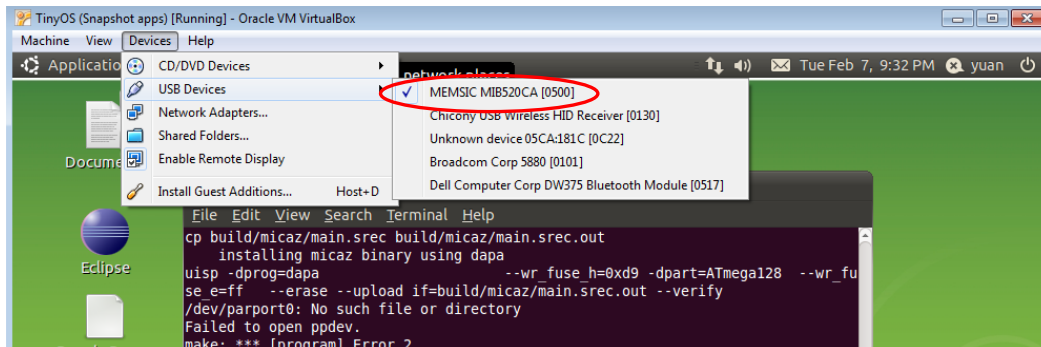 TinyOS (Snapshot apps) [Running] - Oracle VM VirtualBox
Machine View Devices Help
Applicatio
Tue Feb 7, 9:32 PM yuan
CD/DVD Devices
USB Devices
Network Adapters...
Shared Folders...
Enable Remote Display
Install Guest Additions... Host+D
network places
MEMSIC MIB520CA [0500]
Chicony USB Wireless HID Receiver [0130]
Unknown device 05CA:181C [0C22]
Broadcom Corp 5880 [0101]
Dell Computer Corp DW375 Bluetooth Module [0517]
Docume
Eclipse
File Edit View Search Terminal Help
cp build/micaz/main.srec build/micaz/main.srec.out
installing micaz binary using dapa
uisp -dprog=dapa --wr_fuse_h=0xd9 -dpart=ATmega128 --wr_fu
se_e=ff --erase --upload if=build/micaz/main.srec.out --verify
/dev/parport0: No such file or directory
Failed to open ppdev.
make: *** [program] Error 2